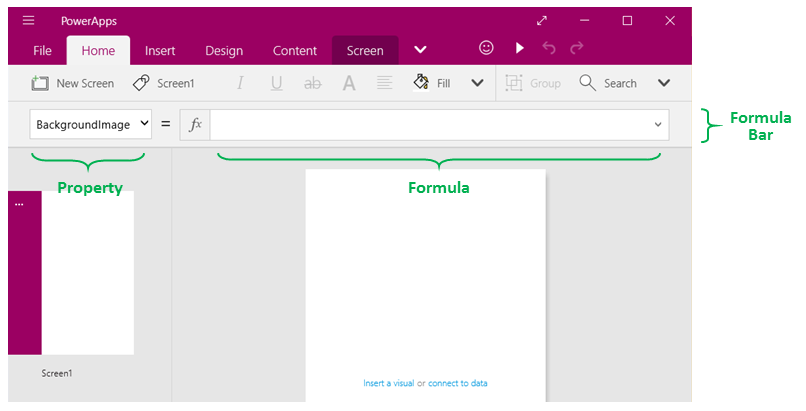 PowerApps
File Home Insert Design Content Screen
New Screen Screen1 I U ab A Fill Group Search
BackgroundImage = fx
Formula
Bar
Property Formula
...
Screen1
Insert a visual or connect to data